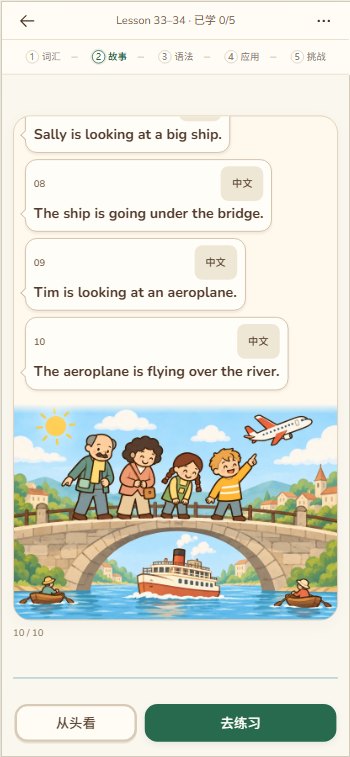 Lesson 33–34 · 已学 0/5
1 词汇 – 2 故事 – 3 语法 – 4 应用 – 5 挑战
Sally is looking at a big ship.
08 中文
The ship is going under the bridge.
09 中文
Tim is looking at an aeroplane.
10 中文
The aeroplane is flying over the river.
10 / 10
从头看 去练习